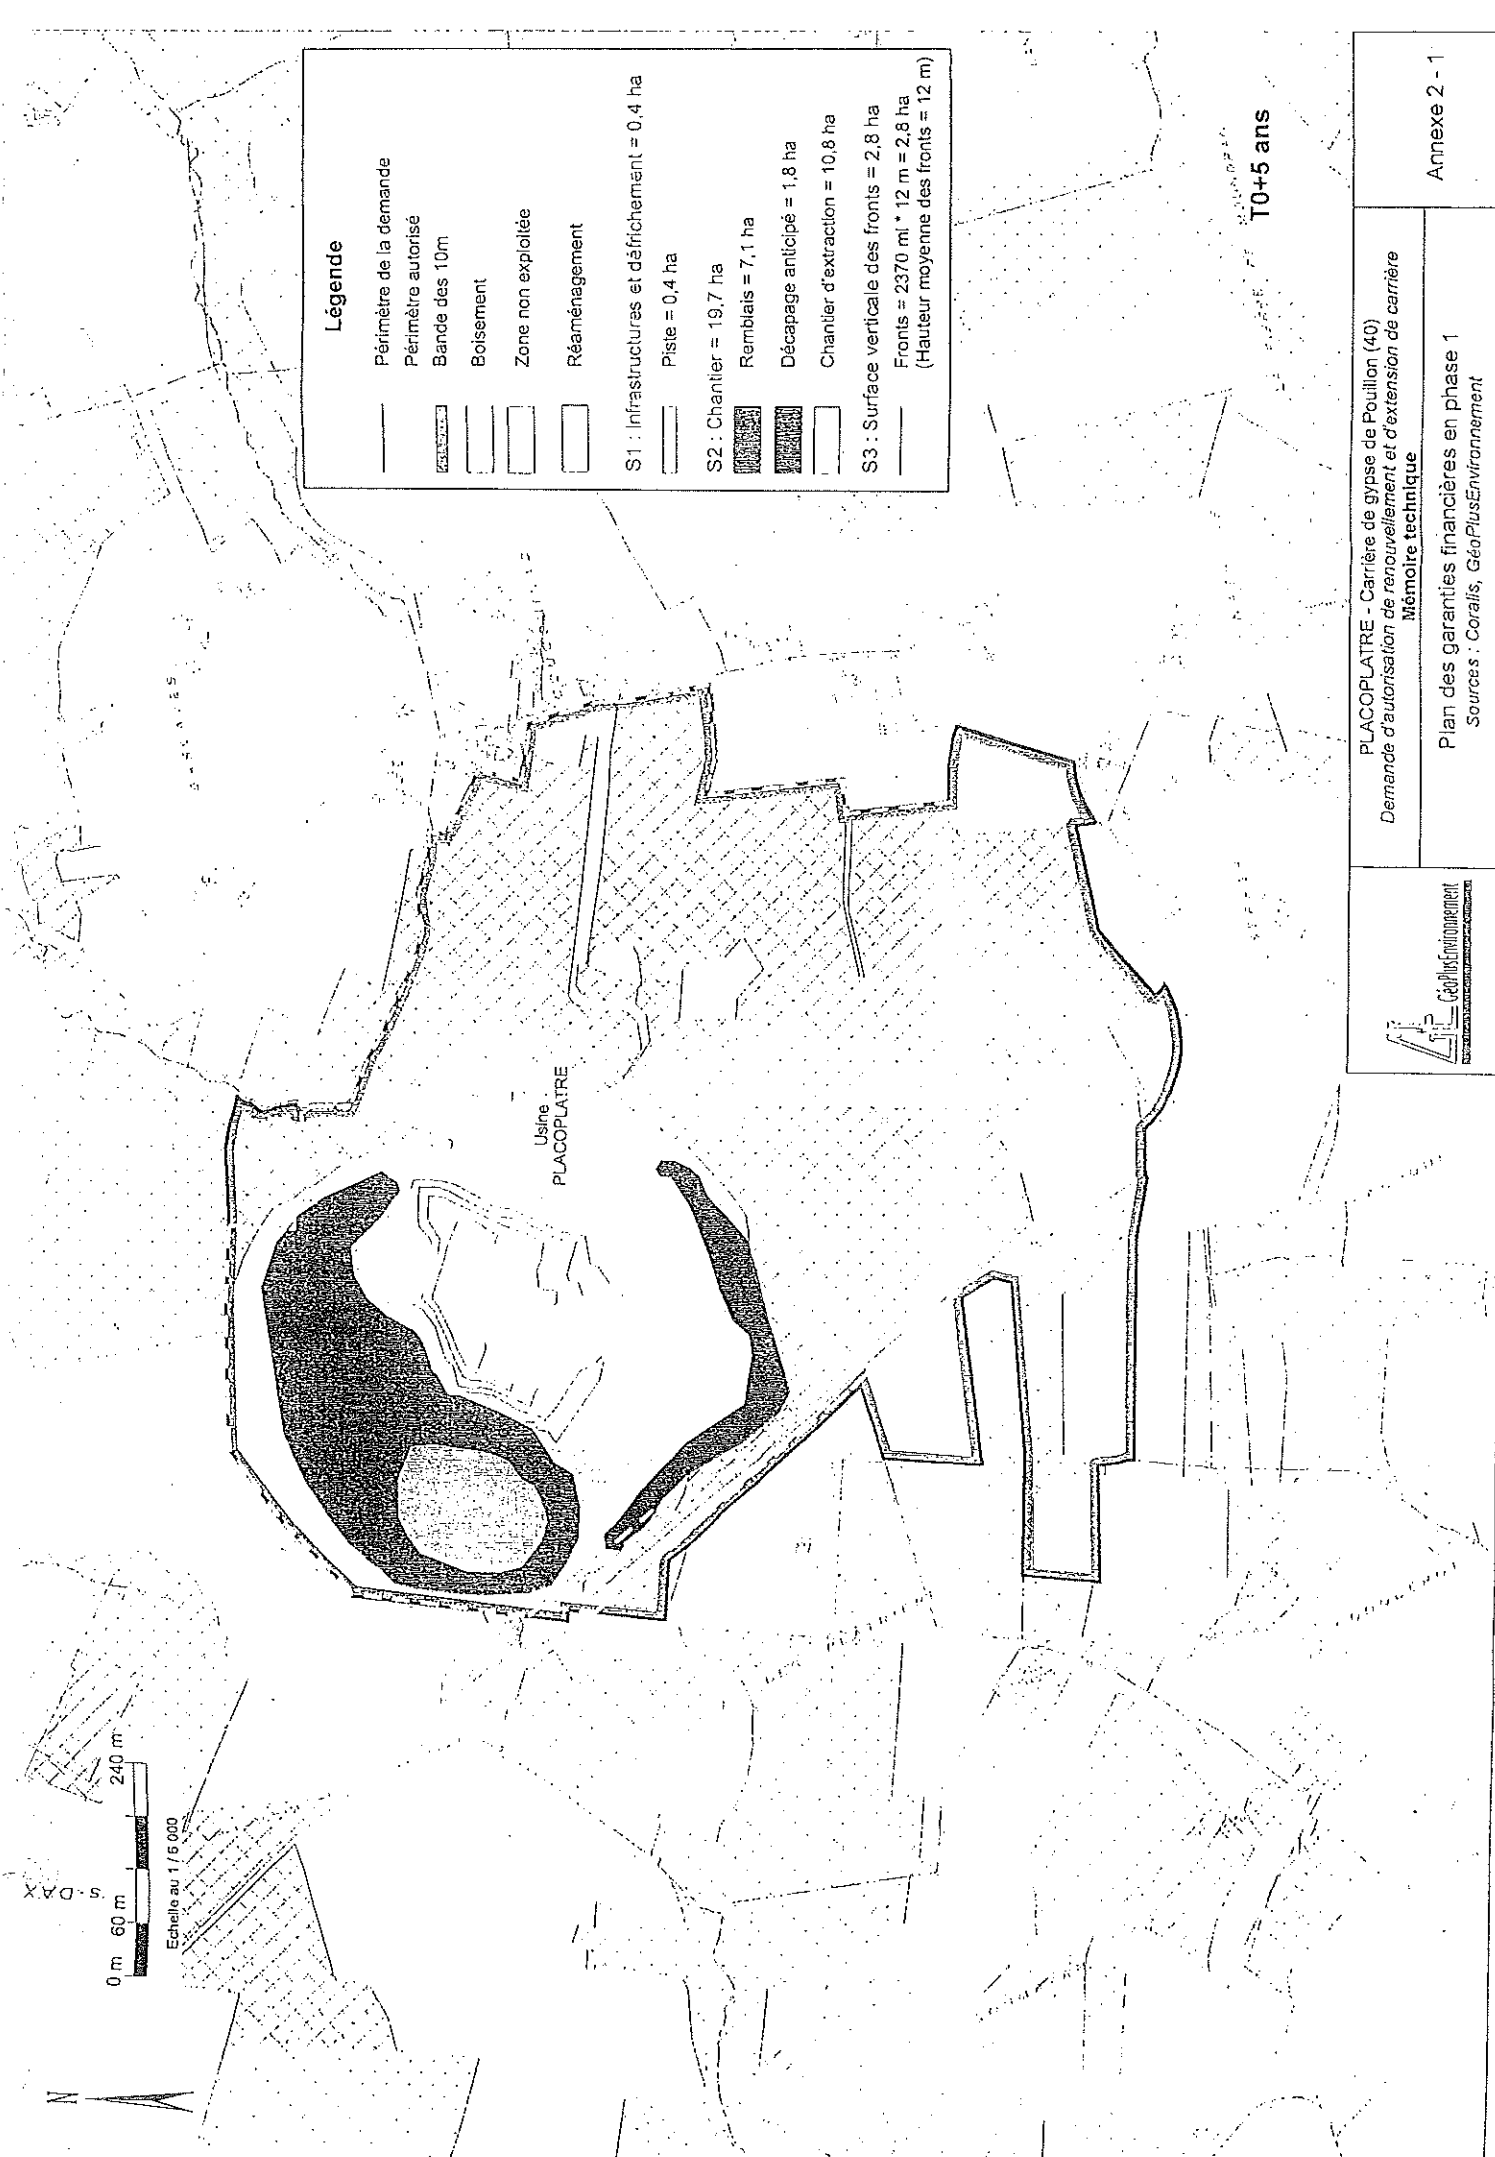 N
S-DAX
0 m 60 m 240 m
Echelle au 1 / 6 000
Usine
PLACOPLATRE
Légende
Périmètre de la demande
Périmètre autorisé
Bande des 10m
Boisement
Zone non exploitée
Réaménagement
S1 : Infrastructures et défrichement = 0,4 ha
Piste = 0,4 ha
S2 : Chantier = 19,7 ha
Remblais = 7,1 ha
Décapage anticipé = 1,8 ha
Chantier d'extraction = 10,8 ha
S3 : Surface verticale des fronts = 2,8 ha
Fronts = 2370 ml * 12 m = 2,8 ha
(Hauteur moyenne des fronts = 12 m)
T0+5 ans
GéoPlusEnvironnement
PLACOPLATRE - Carrière de gypse de Pouillon (40)
Demande d'autorisation de renouvellement et d'extension de carrière
Mémoire technique
Plan des garanties financières en phase 1
Sources : Coralis, GéoPlusEnvironnement
Annexe 2 - 1